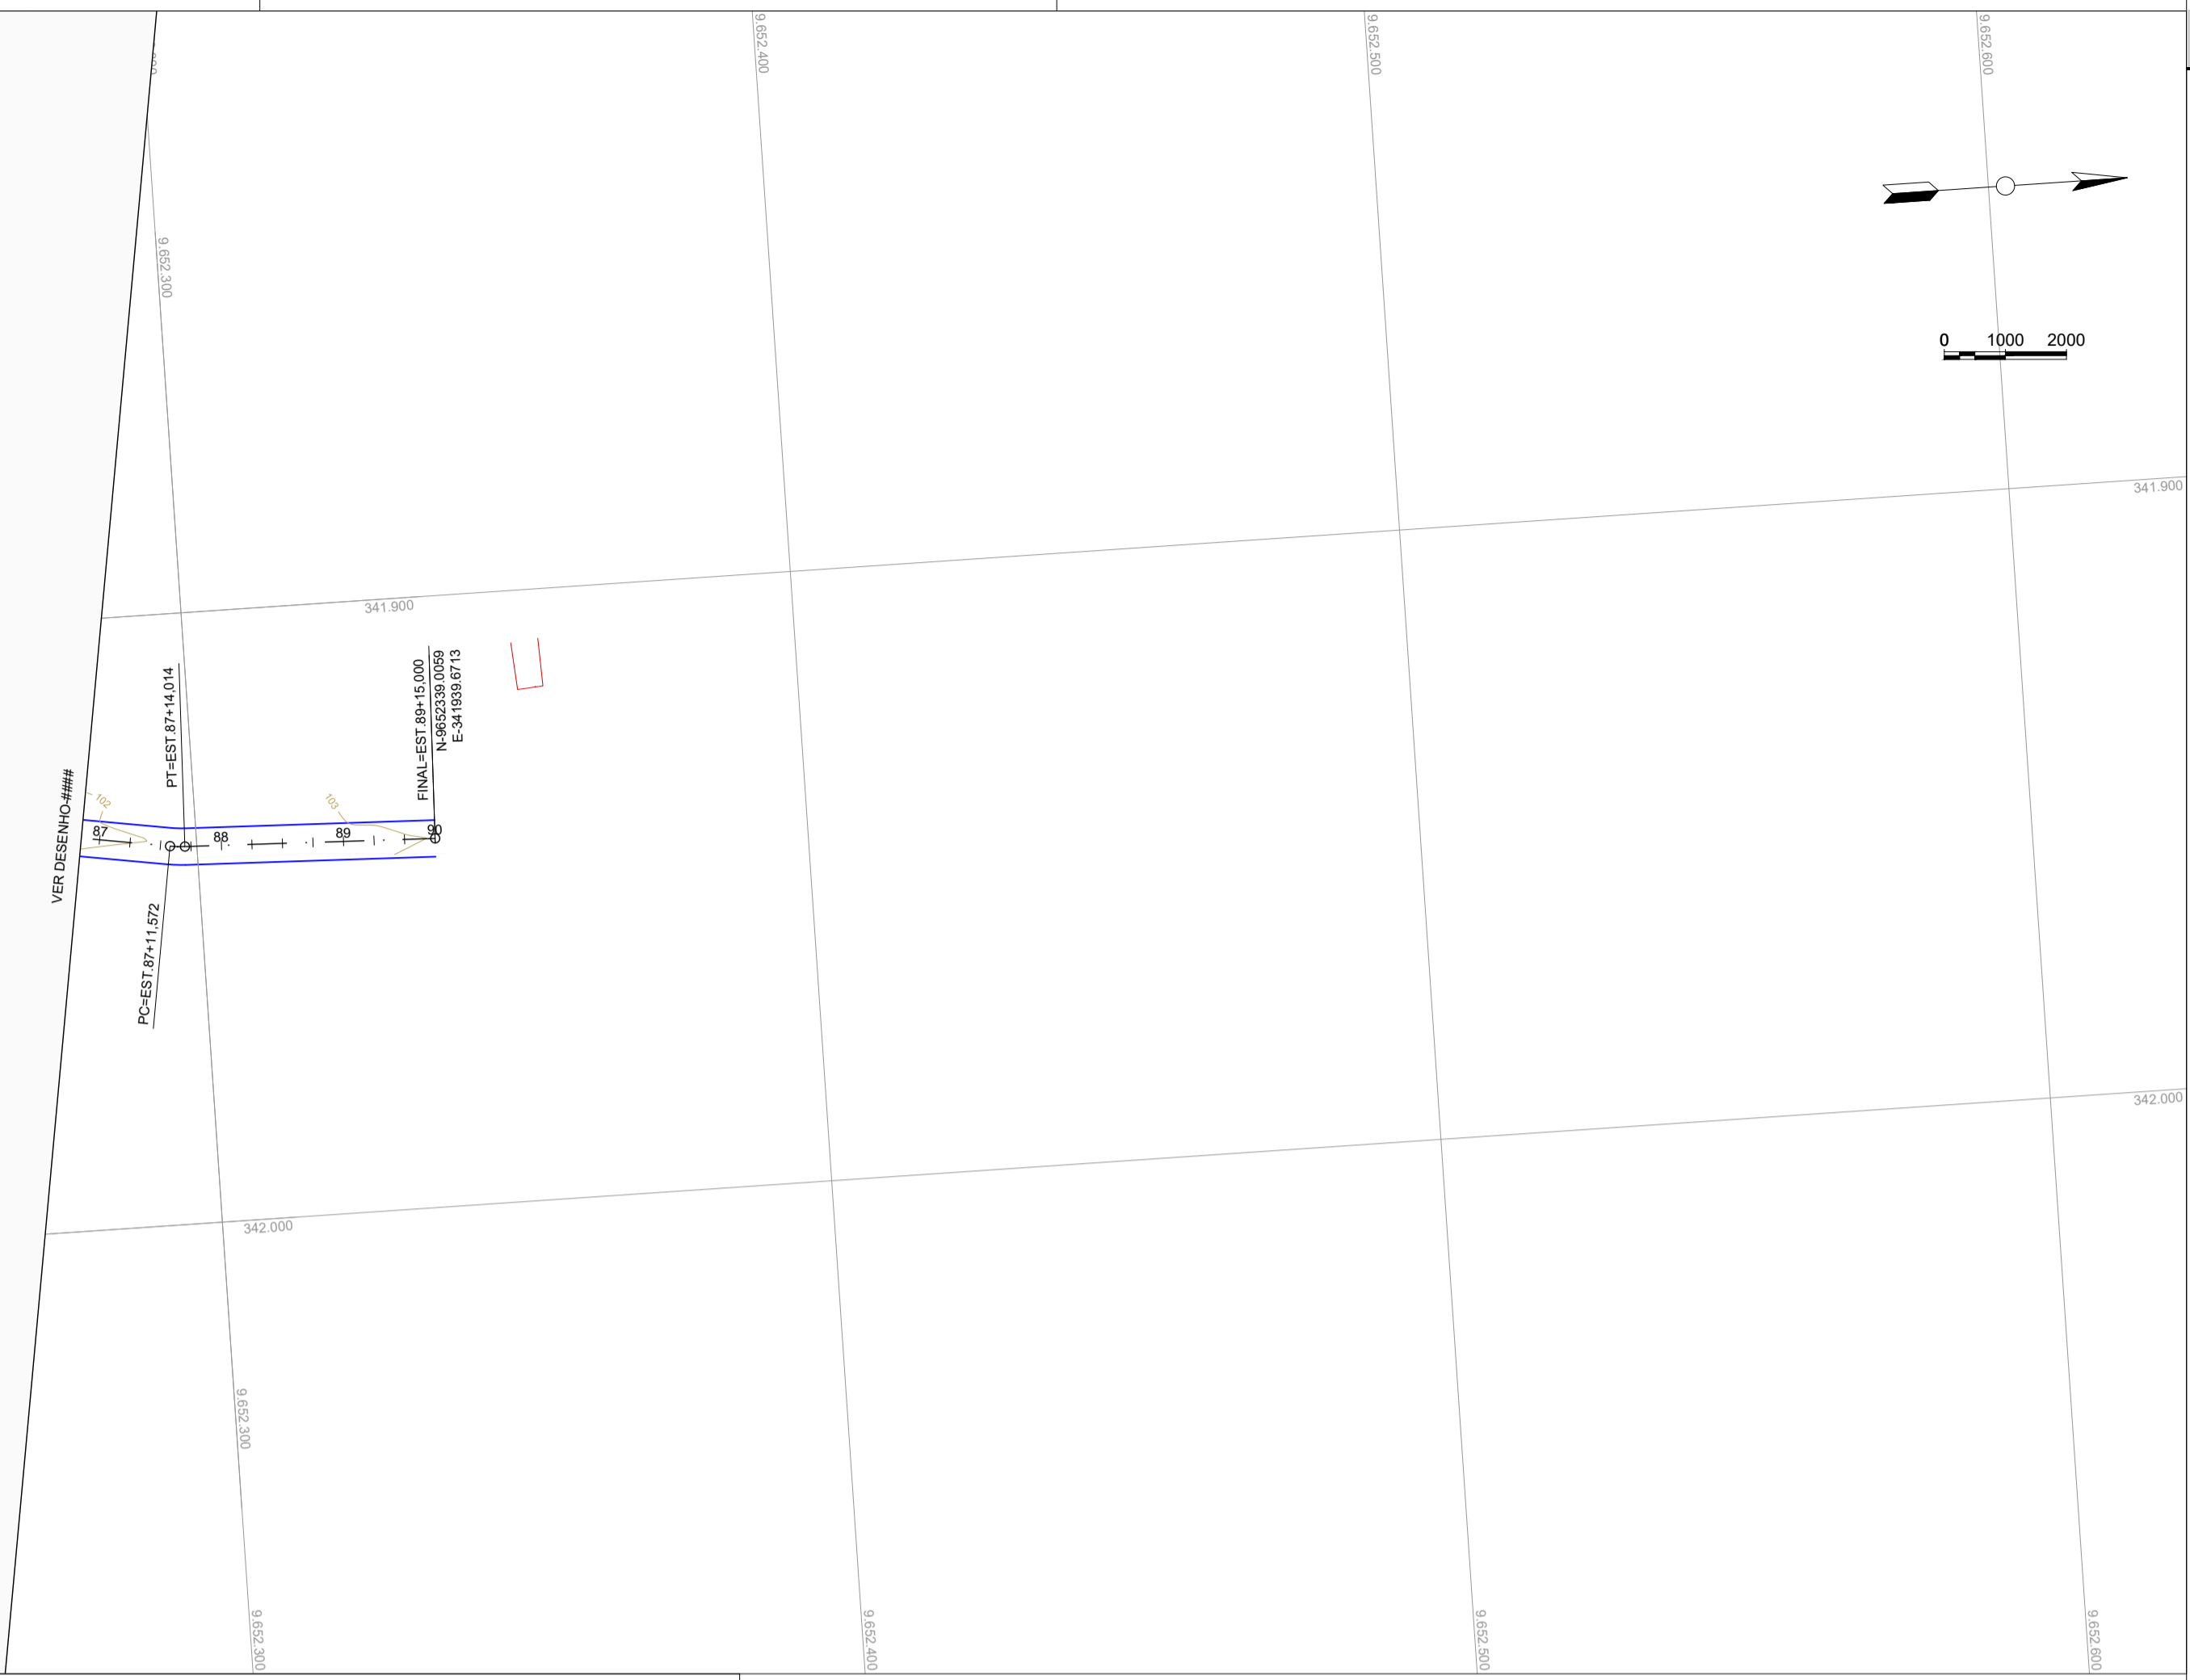 9.652.400
9.652.500
9.652.600
9.652.300
0 1000 2000
341.900
341.900
PT=EST.87+14,014
FINAL=EST.89+15,000
N-9652339.0059
E-341939.6713
VER DESENHO-####
102
103
87
88
89
90
PC=EST.87+11,572
342.000
342.000
9.652.300
9.652.300
9.652.400
9.652.500
9.652.600